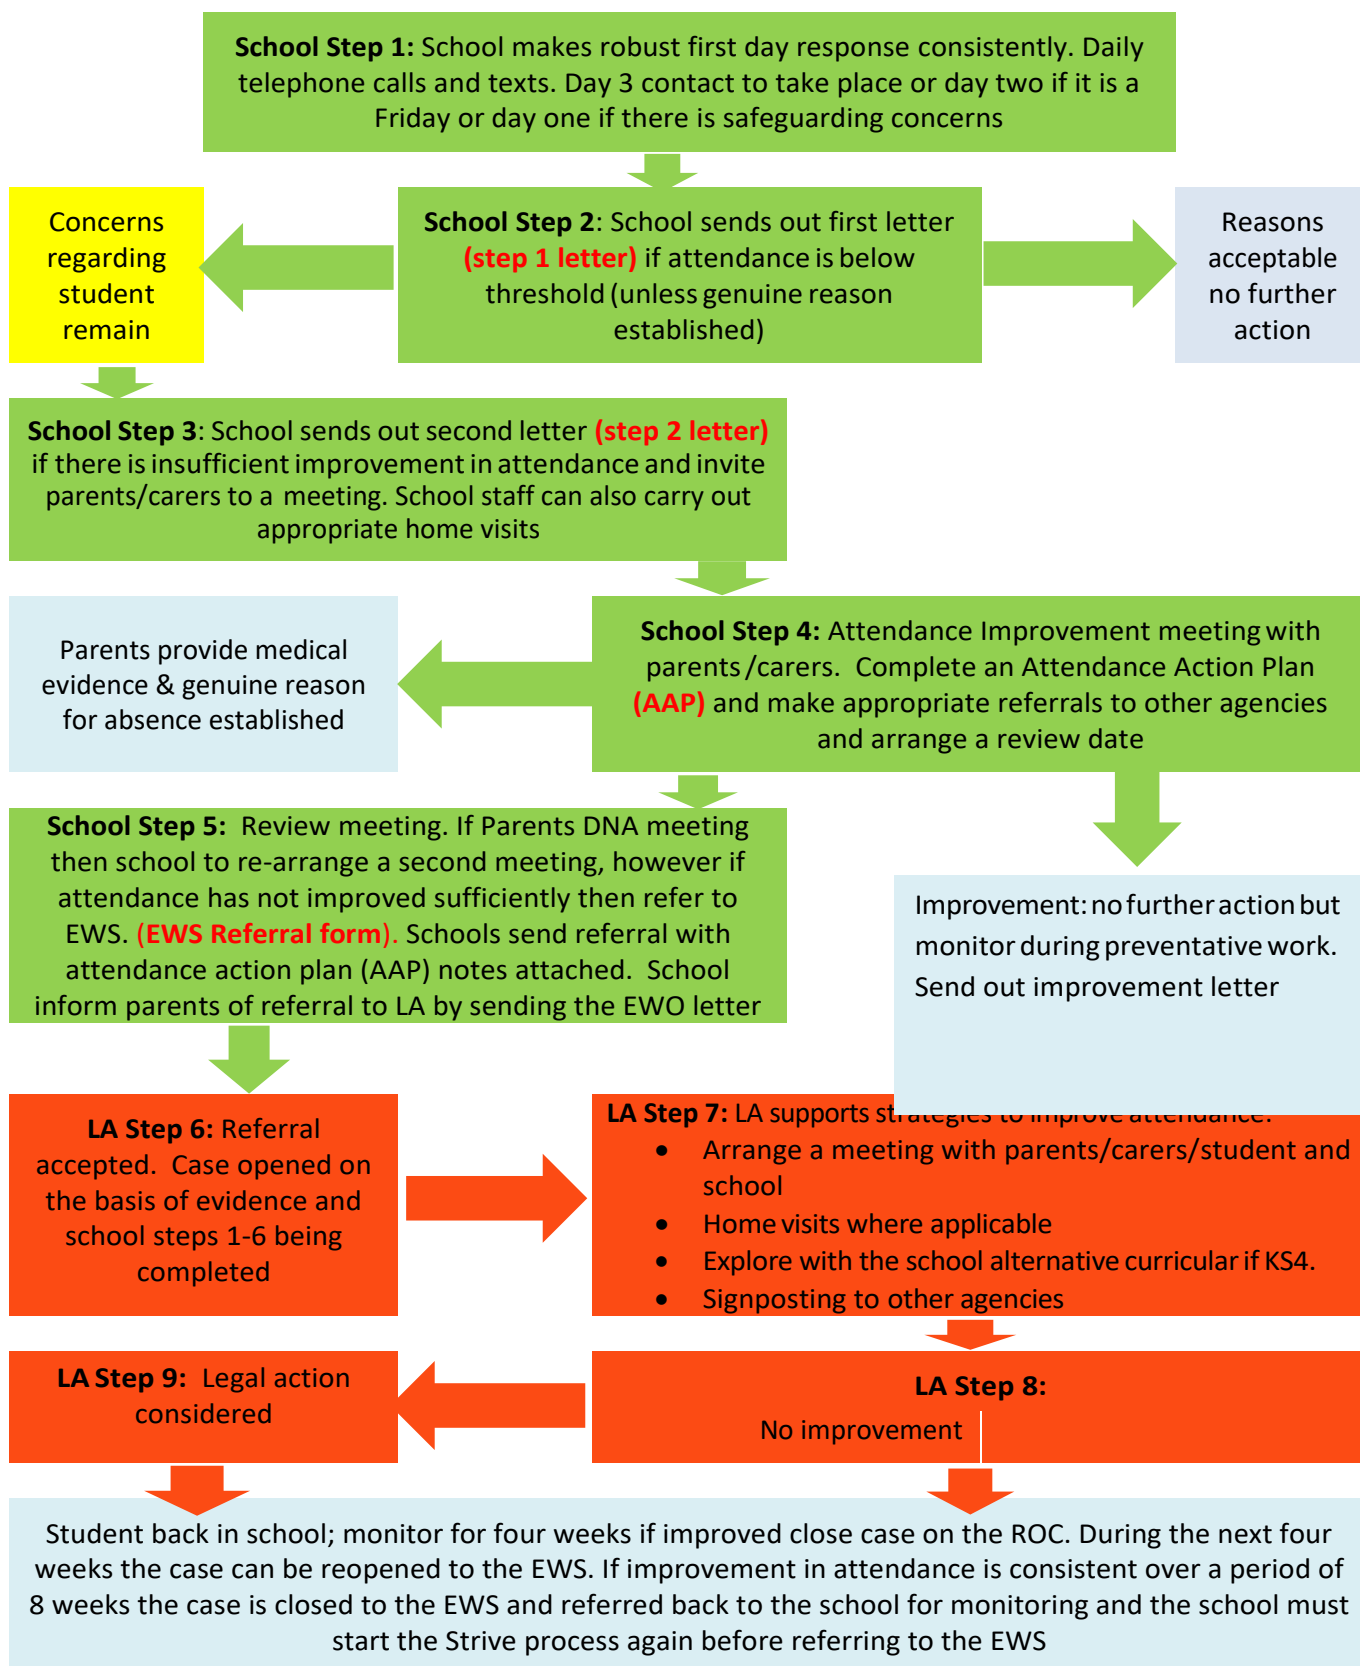 School Step 1: School makes robust first day response consistently. Daily
telephone calls and texts. Day 3 contact to take place or day two if it is a
Friday or day one if there is safeguarding concerns
Concerns
regarding
student
remain
School Step 2: School sends out first letter
(step 1 letter) if attendance is below
threshold (unless genuine reason
established)
Reasons
acceptable
no further
action
School Step 3: School sends out second letter (step 2 letter)
if there is insufficient improvement in attendance and invite
parents/carers to a meeting. School staff can also carry out
appropriate home visits
Parents provide medical
evidence & genuine reason
for absence established
School Step 4: Attendance Improvement meeting with
parents/carers. Complete an Attendance Action Plan
(AAP) and make appropriate referrals to other agencies
and arrange a review date
School Step 5: Review meeting. If Parents DNA meeting
then school to re-arrange a second meeting, however if
attendance has not improved sufficiently then refer to
EWS. (EWS Referral form). Schools send referral with
attendance action plan (AAP) notes attached. School
inform parents of referral to LA by sending the EWO letter
Improvement: no further action but
monitor during preventative work.
Send out improvement letter
LA Step 6: Referral
accepted. Case opened on
the basis of evidence and
school steps 1-6 being
completed
LA Step 7: LA supports strategies to improve attendance:
• Arrange a meeting with parents/carers/student and
school
• Home visits where applicable
• Explore with the school alternative curricular if KS4.
• Signposting to other agencies
LA Step 9: Legal action
considered
LA Step 8:
No improvement
Student back in school; monitor for four weeks if improved close case on the ROC. During the next four
weeks the case can be reopened to the EWS. If improvement in attendance is consistent over a period of
8 weeks the case is closed to the EWS and referred back to the school for monitoring and the school must
start the Strive process again before referring to the EWS